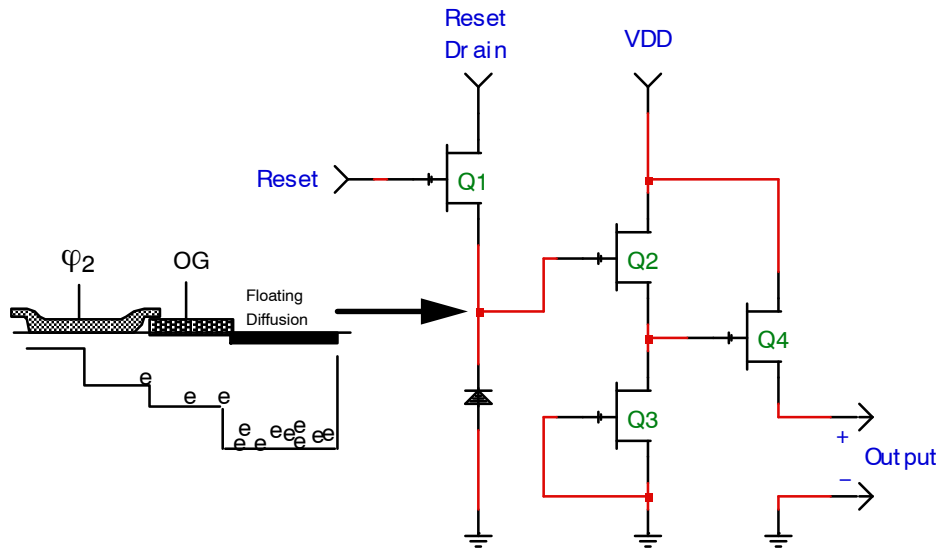 Reset
Drain
VDD
Reset
Q1
φ2
OG
Q2
Floating
Diffusion
Q4
e
e e
Q3
e e e e e
e e e e e
+
Output
−